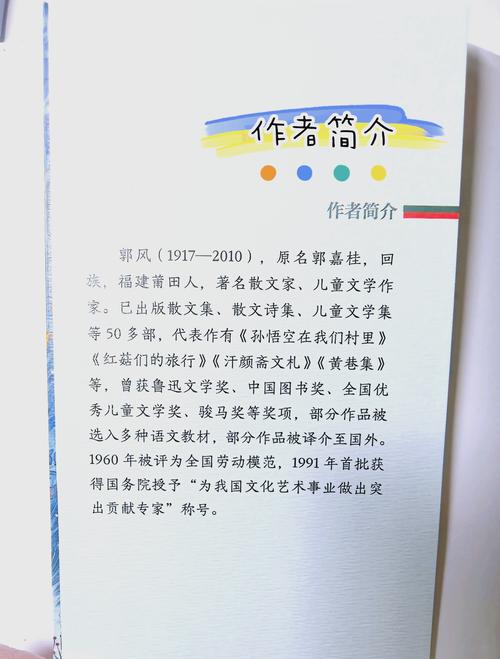 作者简介
作者简介
郭风（1917—2010），原名郭嘉桂，回
族，福建莆田人，著名散文家、儿童文学作
家。已出版散文集、散文诗集、儿童文学集
等50多部，代表作有《孙悟空在我们村里》
《红菇们的旅行》《汗颜斋文札》《黄巷集》
等，曾获鲁迅文学奖、中国图书奖、全国优
秀儿童文学奖、骏马奖等奖项，部分作品被
选入多种语文教材，部分作品被译介至国外。
1960年被评为全国劳动模范，1991年首批获
得国务院授予“为我国文化艺术事业做出突
出贡献专家”称号。